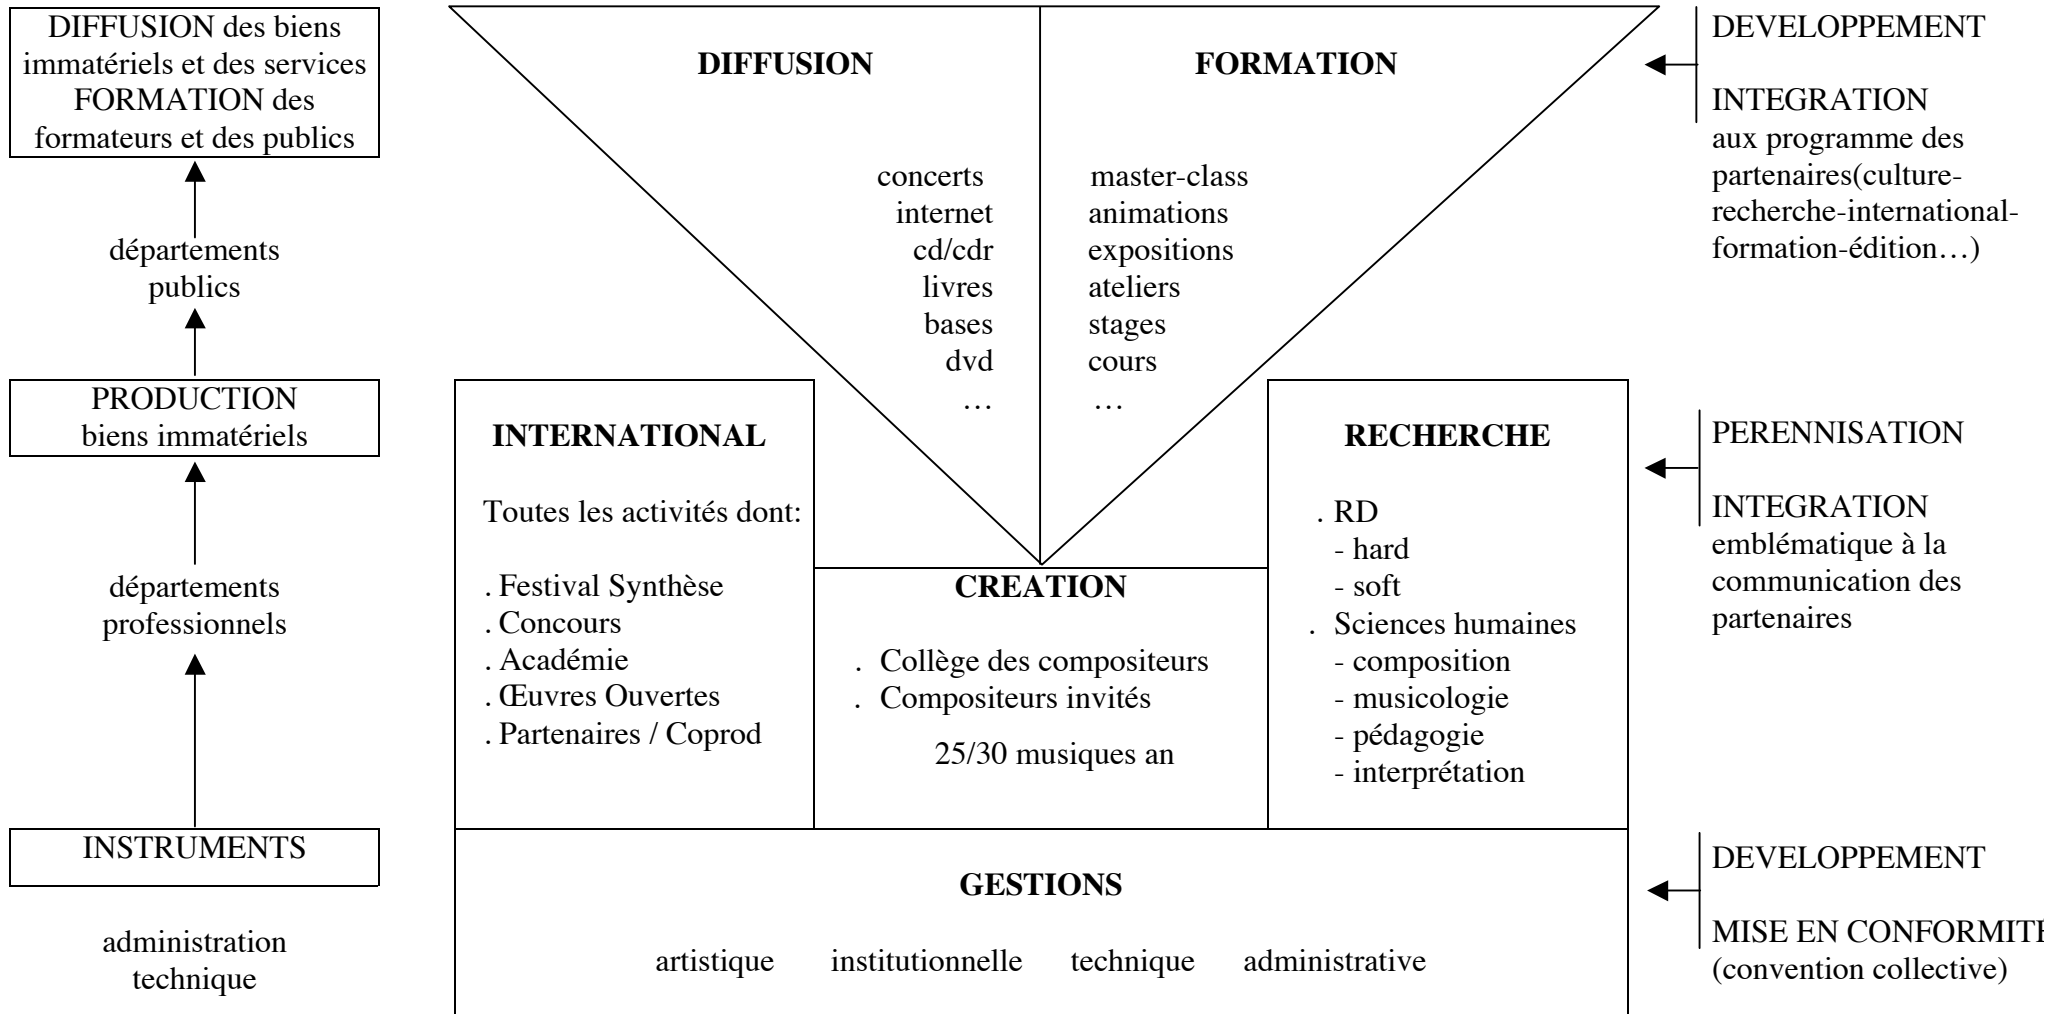 DIFFUSION des biens
immatériels et des services
FORMATION des
formateurs et des publics
départements
publics
PRODUCTION
biens immatériels
départements
professionnels
INSTRUMENTS
administration
technique
DIFFUSION
concerts
internet
cd/cdr
livres
bases
dvd
…
FORMATION
master-class
animations
expositions
ateliers
stages
cours
…
INTERNATIONAL
Toutes les activités dont:
. Festival Synthèse
. Concours
. Académie
. Œuvres Ouvertes
. Partenaires / Coprod
CREATION
. Collège des compositeurs
. Compositeurs invités
25/30 musiques an
RECHERCHE
. RD
- hard
- soft
. Sciences humaines
- composition
- musicologie
- pédagogie
- interprétation
GESTIONS
artistique institutionnelle technique administrative
DEVELOPPEMENT
INTEGRATION
aux programme des
partenaires(culture-
recherche-international-
formation-édition…)
PERENNISATION
INTEGRATION
emblématique à la
communication des
partenaires
DEVELOPPEMENT
MISE EN CONFORMITE
(convention collective)